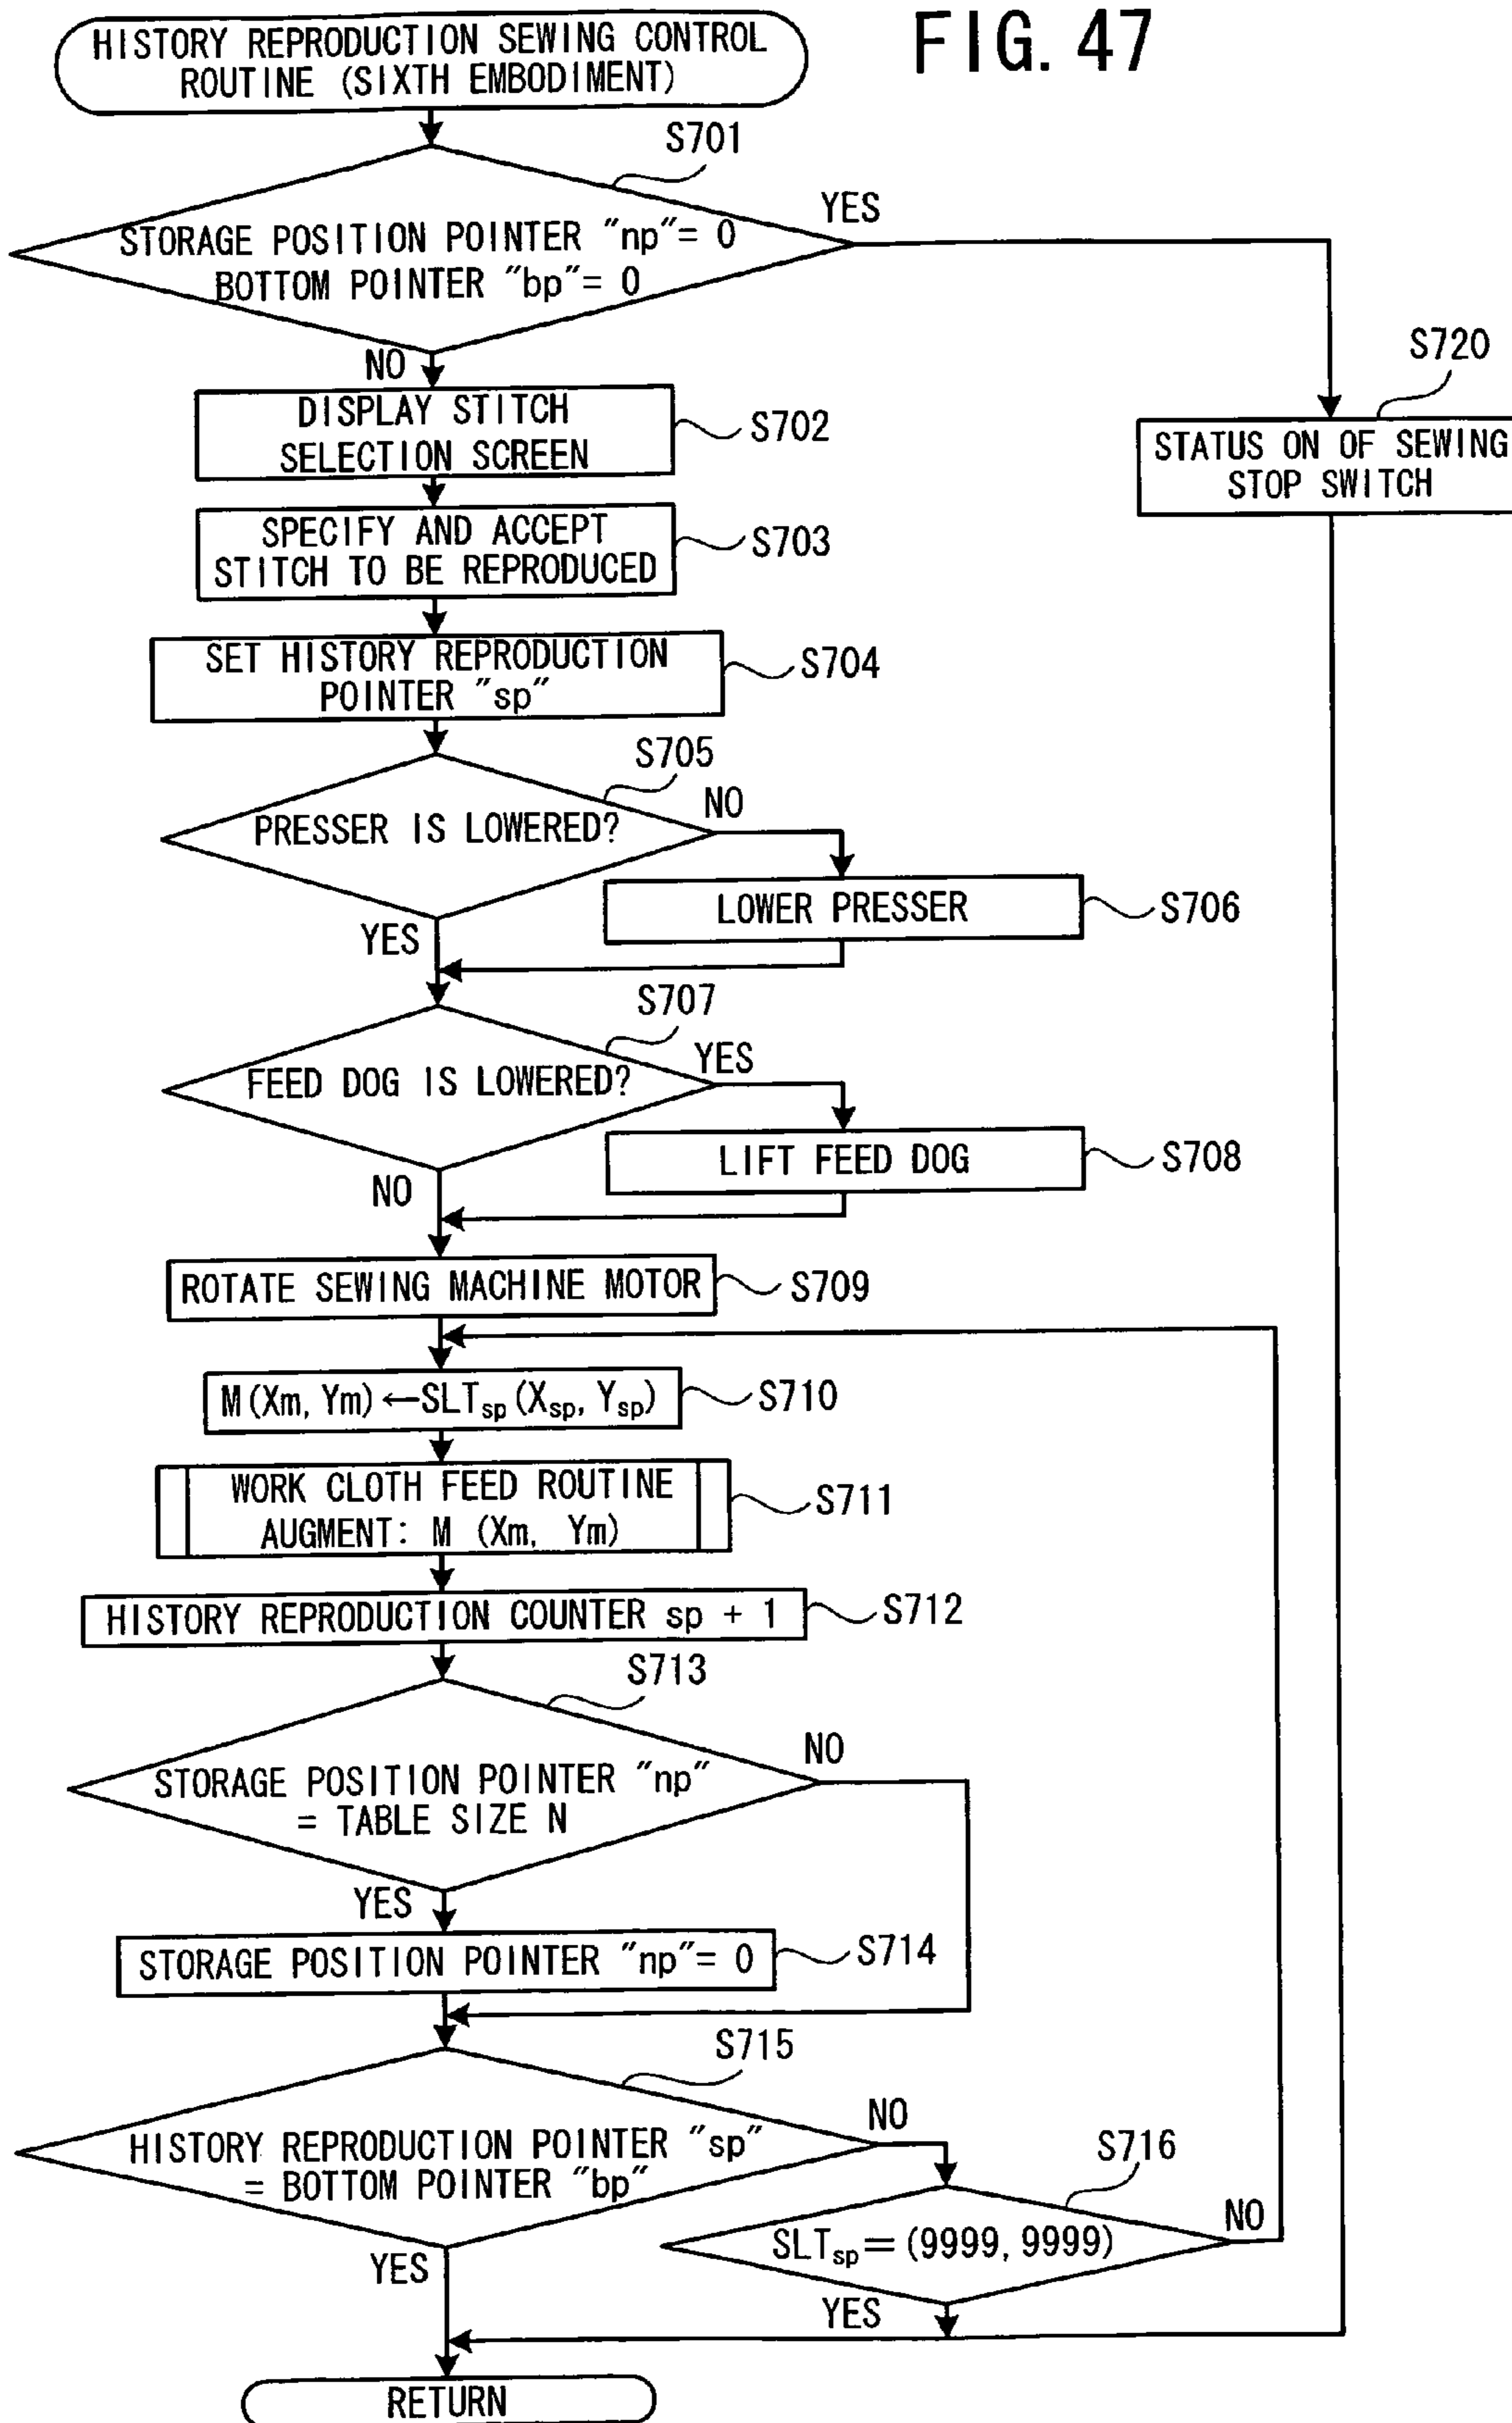 FIG. 47
HISTORY REPRODUCTION SEWING CONTROL
ROUTINE (SIXTH EMBODIMENT)
S701
STORAGE POSITION POINTER "np"= 0
BOTTOM POINTER "bp"= 0
YES
NO
S720
STATUS ON OF SEWING
STOP SWITCH
DISPLAY STITCH
SELECTION SCREEN
S702
SPECIFY AND ACCEPT
STITCH TO BE REPRODUCED
S703
SET HISTORY REPRODUCTION
POINTER "sp"
S704
S705
PRESSER IS LOWERED?
NO
LOWER PRESSER
S706
YES
S707
FEED DOG IS LOWERED?
YES
LIFT FEED DOG
S708
NO
ROTATE SEWING MACHINE MOTOR
S709
M(Xm, Ym)←SLTsp(Xsp, Ysp)
S710
WORK CLOTH FEED ROUTINE
AUGMENT: M (Xm, Ym)
S711
HISTORY REPRODUCTION COUNTER sp + 1
S712
S713
STORAGE POSITION POINTER "np"
= TABLE SIZE N
NO
YES
STORAGE POSITION POINTER "np"= 0
S714
S715
HISTORY REPRODUCTION POINTER "sp"
= BOTTOM POINTER "bp"
NO
S716
SLTsp=(9999, 9999)
NO
YES
YES
RETURN